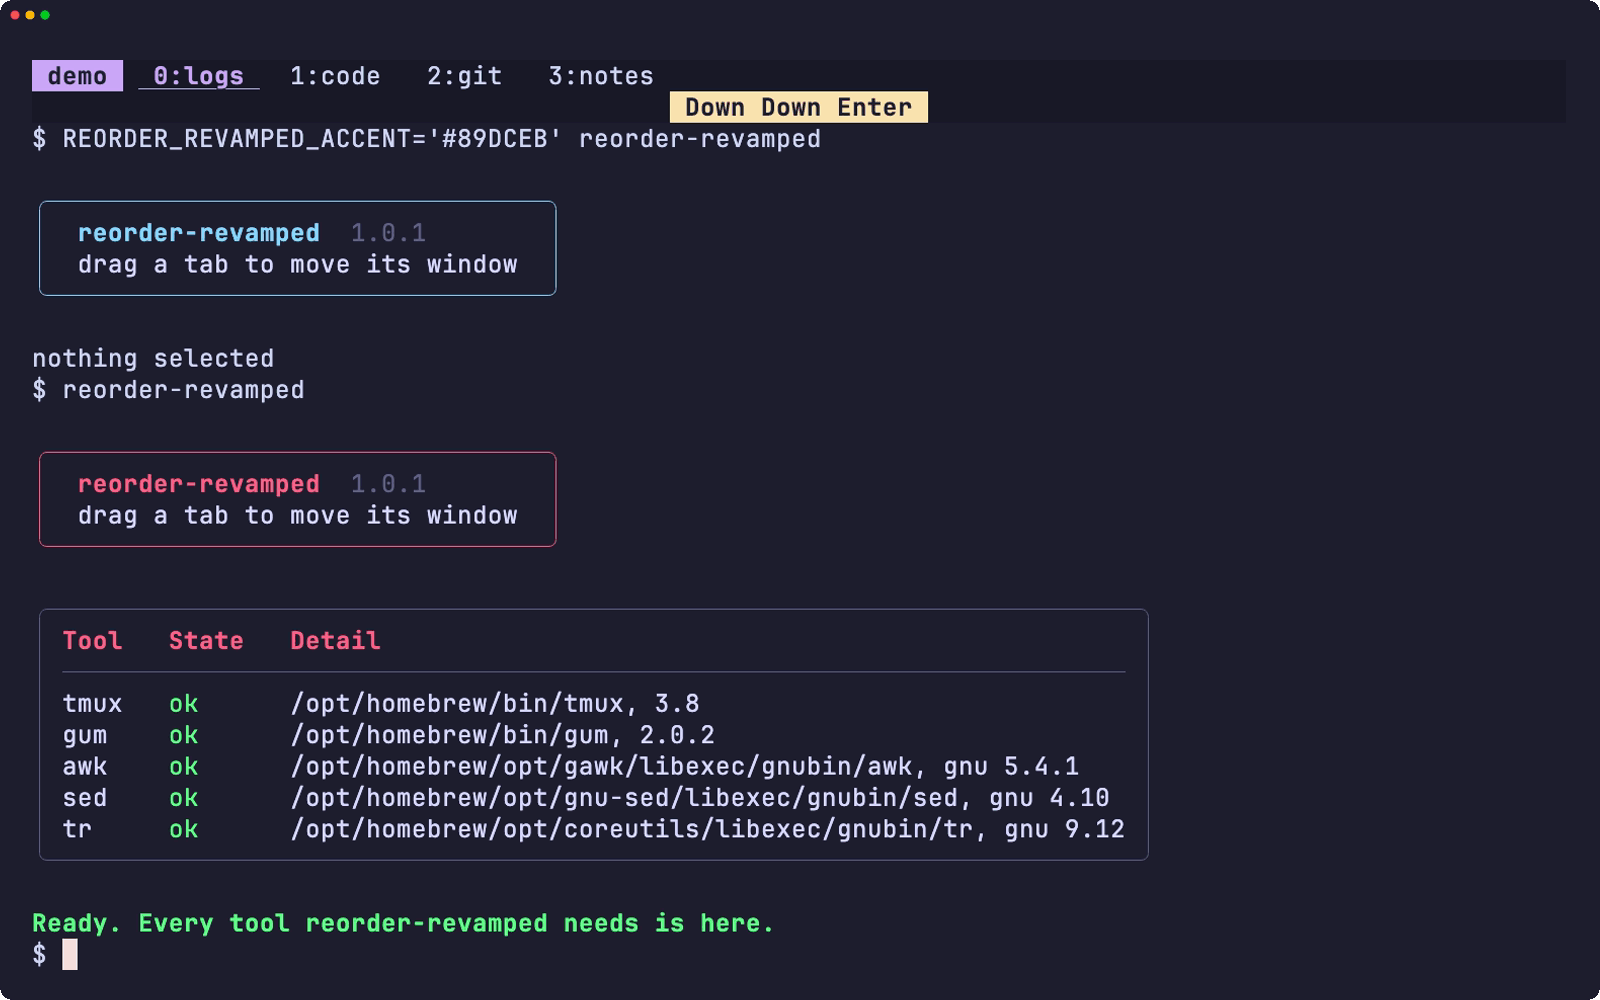 demo 0:logs 1:code 2:git 3:notes
Down Down Enter
$ REORDER_REVAMPED_ACCENT='#89DCEB' reorder-revamped
reorder-revamped 1.0.1
drag a tab to move its window
nothing selected
$ reorder-revamped
reorder-revamped 1.0.1
drag a tab to move its window
Tool State Detail
tmux ok /opt/homebrew/bin/tmux, 3.8
gum ok /opt/homebrew/bin/gum, 2.0.2
awk ok /opt/homebrew/opt/gawk/libexec/gnubin/awk, gnu 5.4.1
sed ok /opt/homebrew/opt/gnu-sed/libexec/gnubin/sed, gnu 4.10
tr ok /opt/homebrew/opt/coreutils/libexec/gnubin/tr, gnu 9.12
Ready. Every tool reorder-revamped needs is here.
$